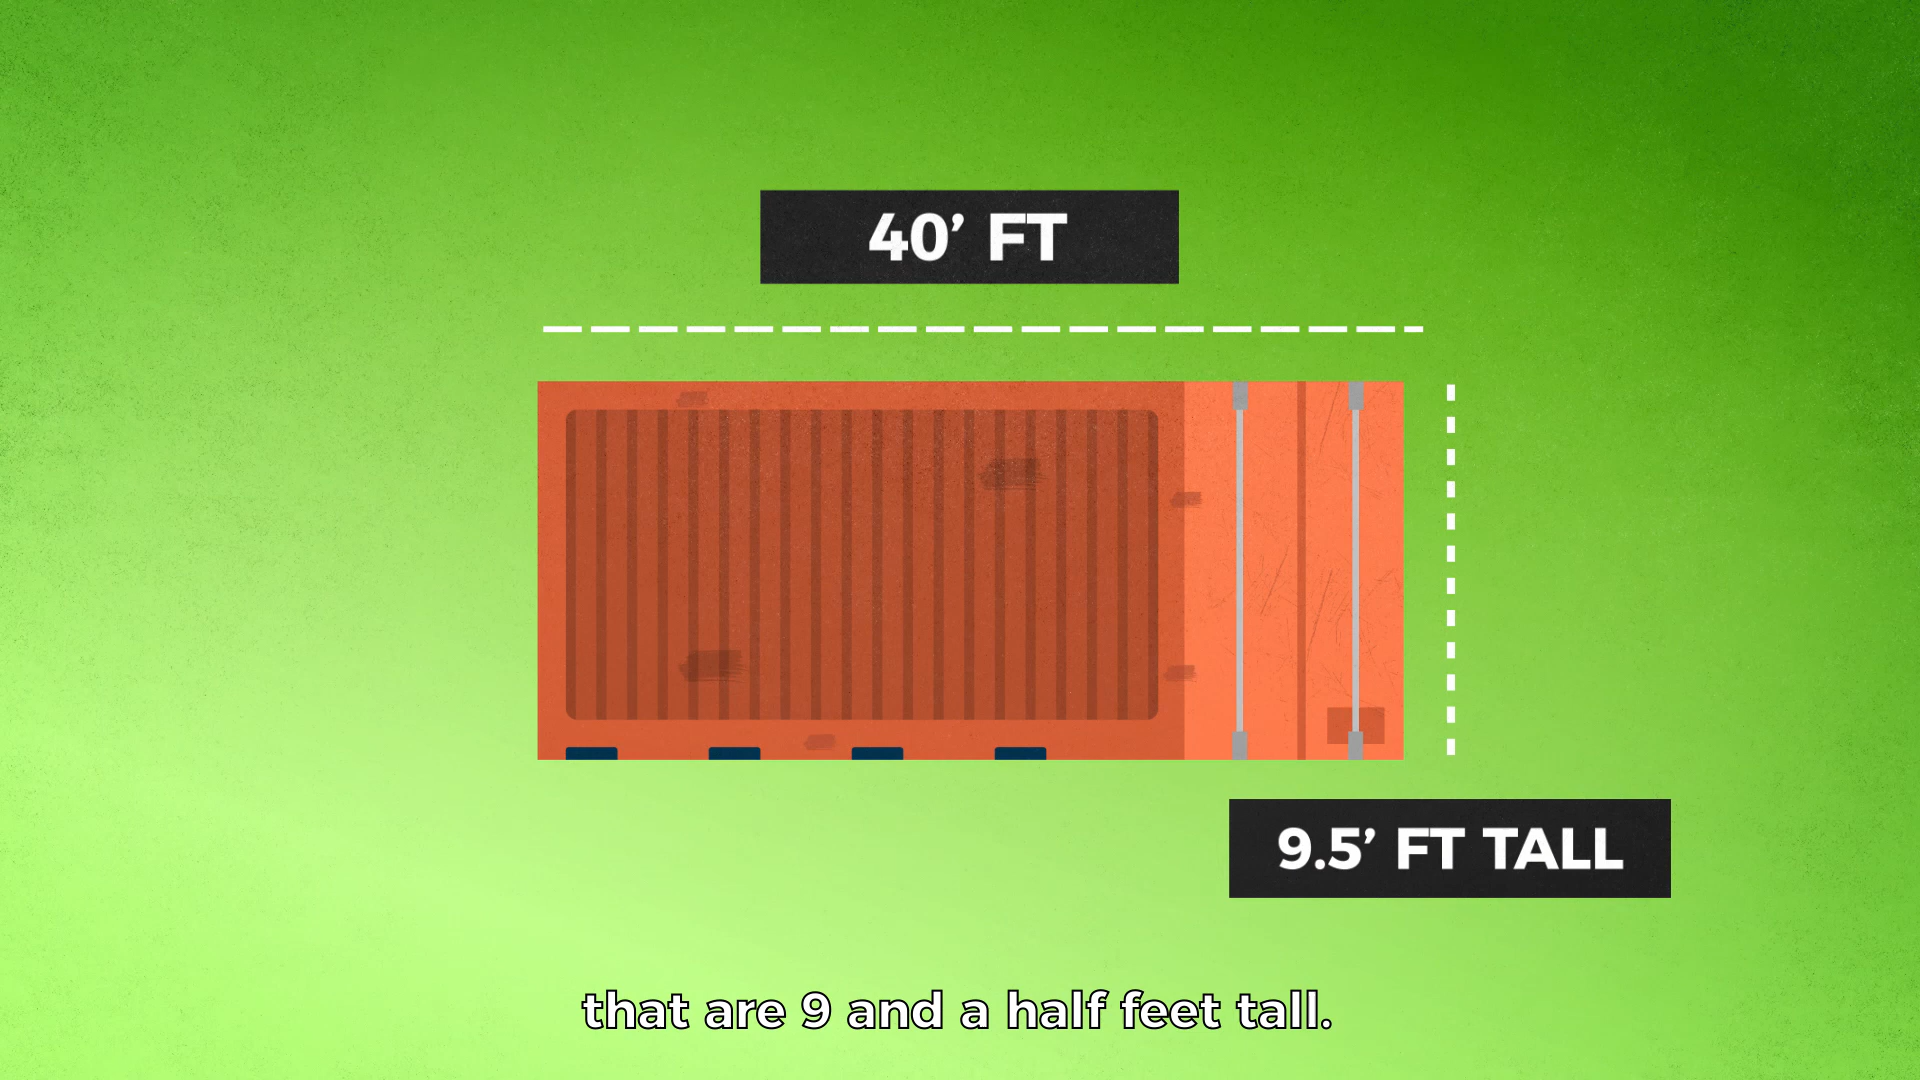 40’ FT
9.5’ FT TALL
that are 9 and a half feet tall.